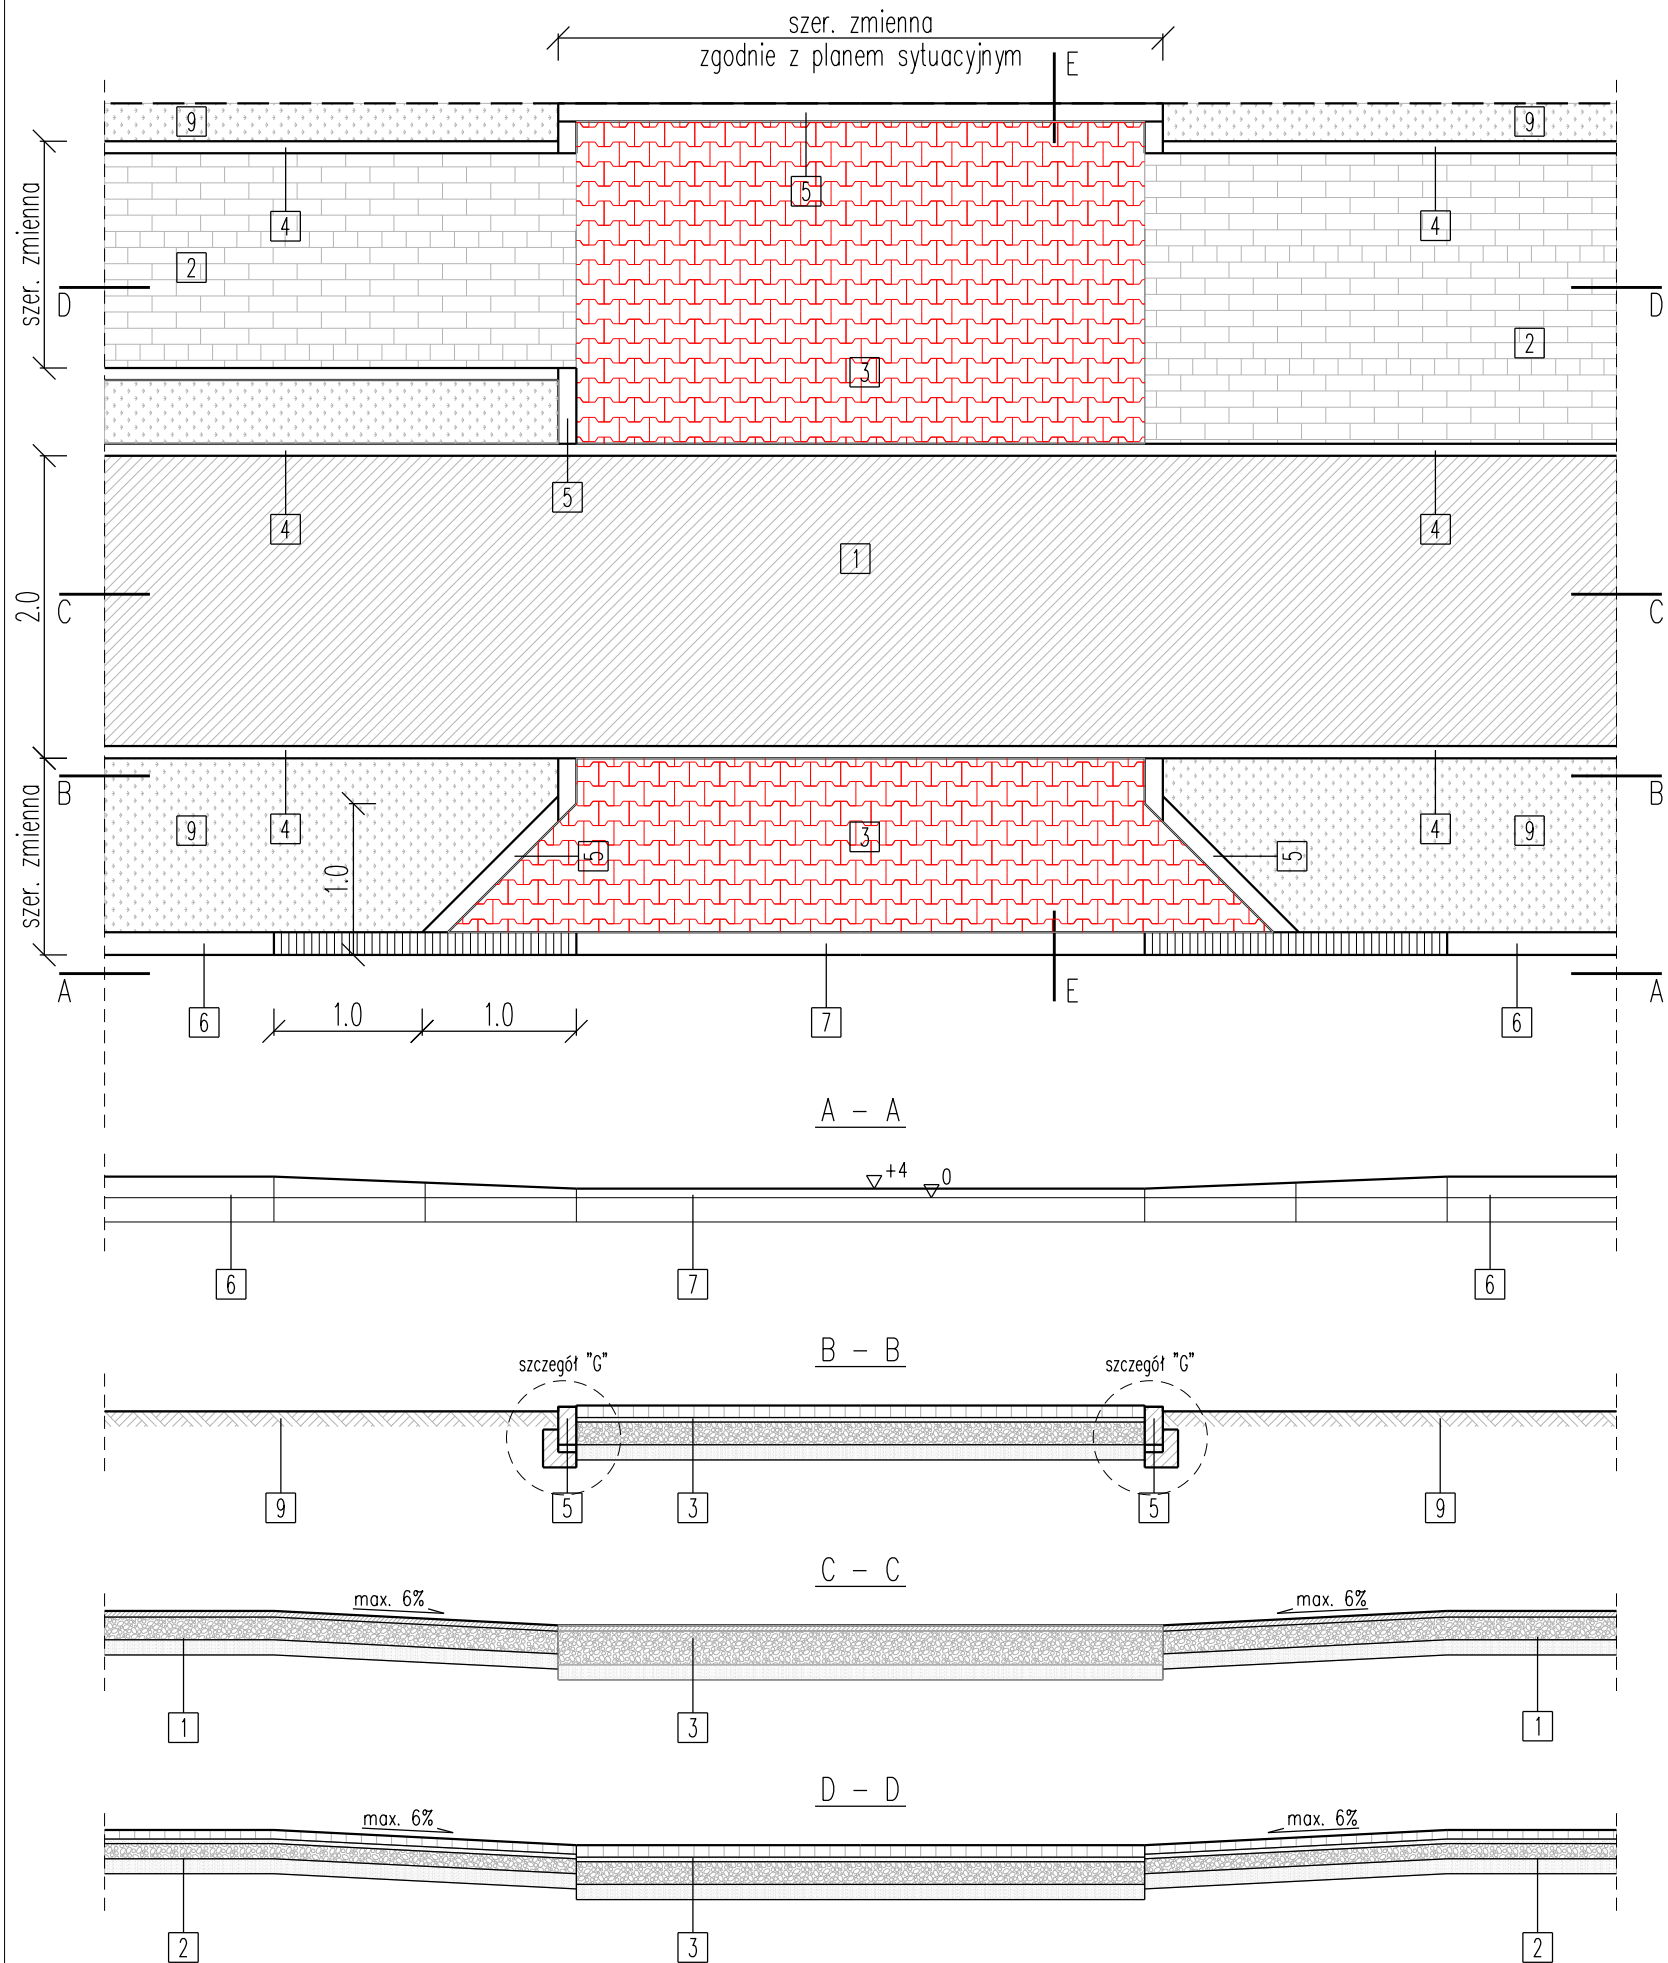 szer. zmienna
zgodnie z planem sytuacyjnym
E
9
9
5
4
4
szer. zmienna
2
D
D
2
3
5
4
4
1
2.0
C
C
B
B
szer. zmienna
9
4
3
4
9
5
5
1.0
A
E
A
6
1.0
1.0
7
6
A - A
+4
0
6
7
6
B - B
szczegół "G"
szczegół "G"
9
5
3
5
9
C - C
max. 6%
max. 6%
1
3
1
D - D
max. 6%
max. 6%
2
3
2